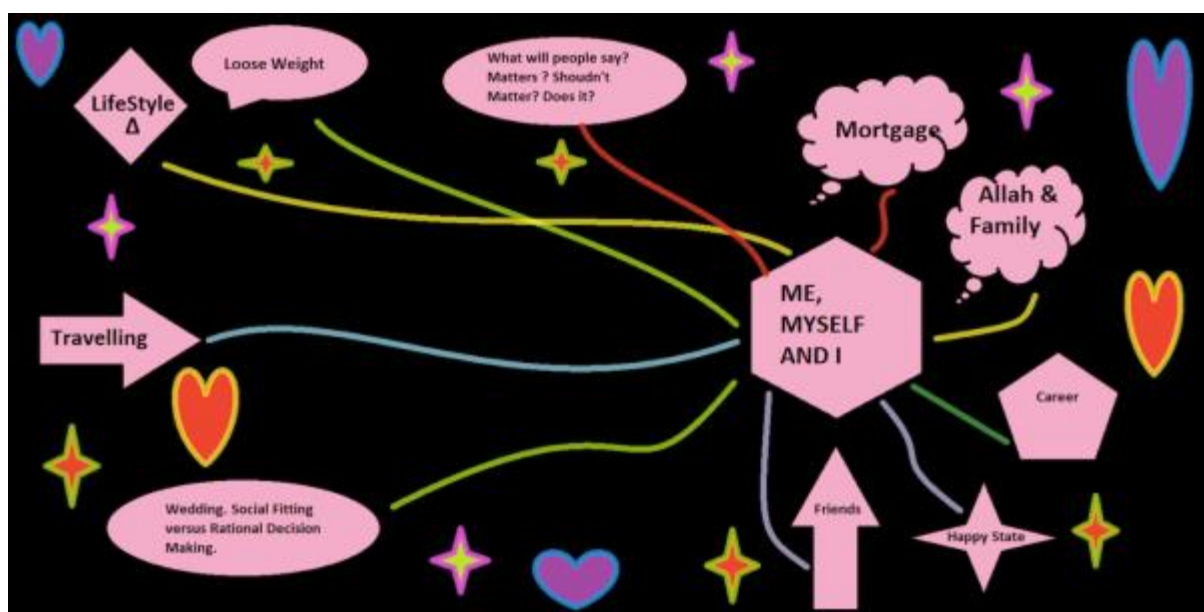 Loose Weight
LifeStyle
Δ
What will people say?
Matters ? Shoudn't
Matter? Does it?
Mortgage
Allah &
Family
ME,
MYSELF
AND I
Travelling
Career
Wedding. Social Fitting
versus Rational Decision
Making.
Friends
Happy State